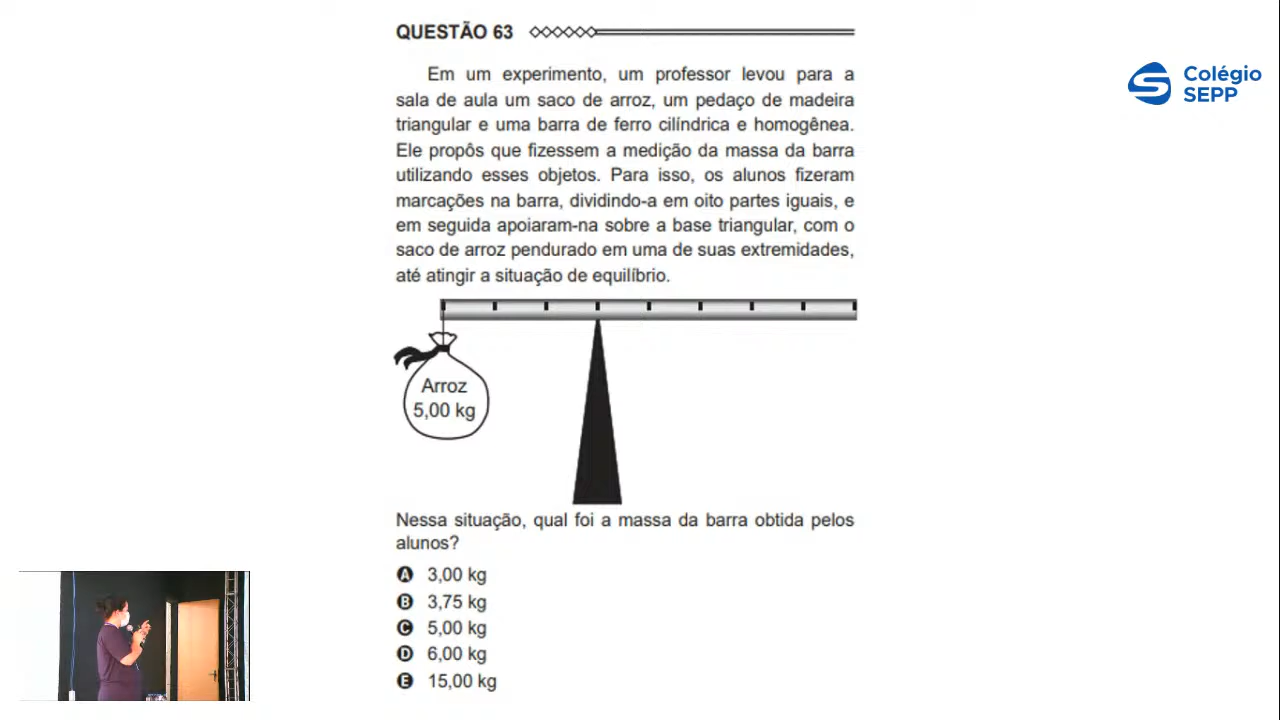 QUESTÃO 63
Em um experimento, um professor levou para a
sala de aula um saco de arroz, um pedaço de madeira
triangular e uma barra de ferro cilíndrica e homogênea.
Ele propôs que fizessem a medição da massa da barra
utilizando esses objetos. Para isso, os alunos fizeram
marcações na barra, dividindo-a em oito partes iguais, e
em seguida apoiaram-na sobre a base triangular, com o
saco de arroz pendurado em uma de suas extremidades,
até atingir a situação de equilíbrio.
Arroz
5,00 kg
Nessa situação, qual foi a massa da barra obtida pelos
alunos?
A 3,00 kg
B 3,75 kg
C 5,00 kg
D 6,00 kg
E 15,00 kg
Colégio
SEPP